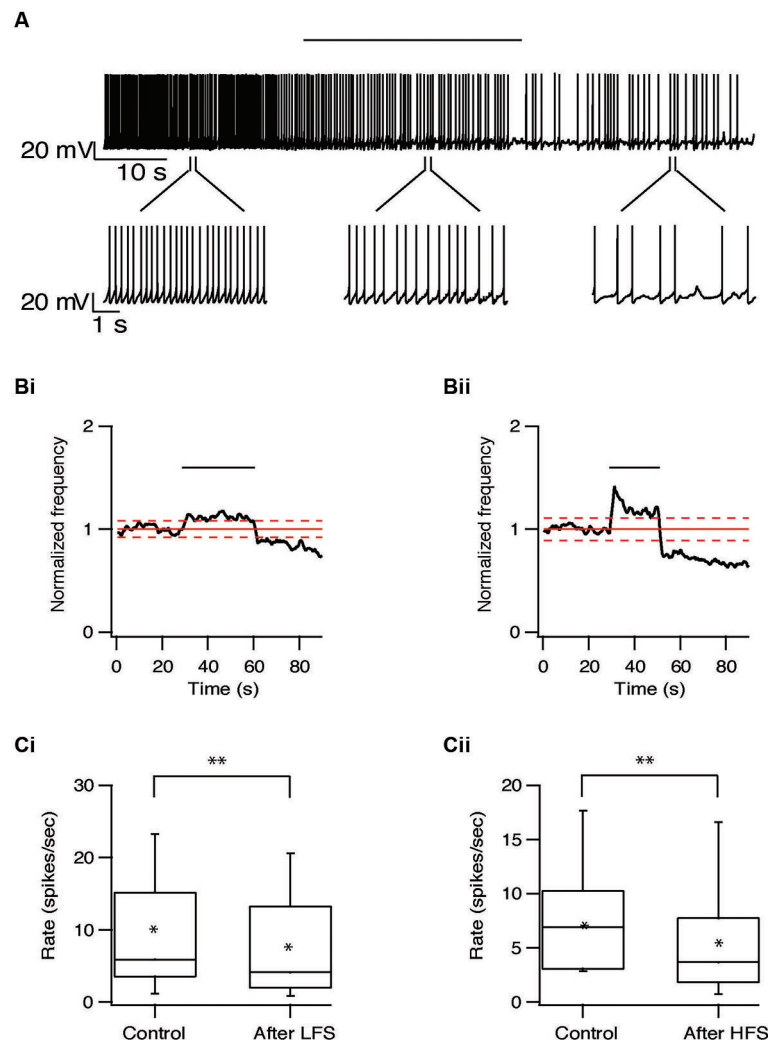 A
20 mV
10 s
20 mV
1 s
Bi
Bii
2
1
0
Normalized frequency
0 20 40 60 80
Time (s)
2
1
0
Normalized frequency
0 20 40 60 80
Time (s)
Ci
Cii
**
30
20
10
0
Rate (spikes/sec)
*
*
Control After LFS
**
20
15
10
5
0
Rate (spikes/sec)
*
*
Control After HFS